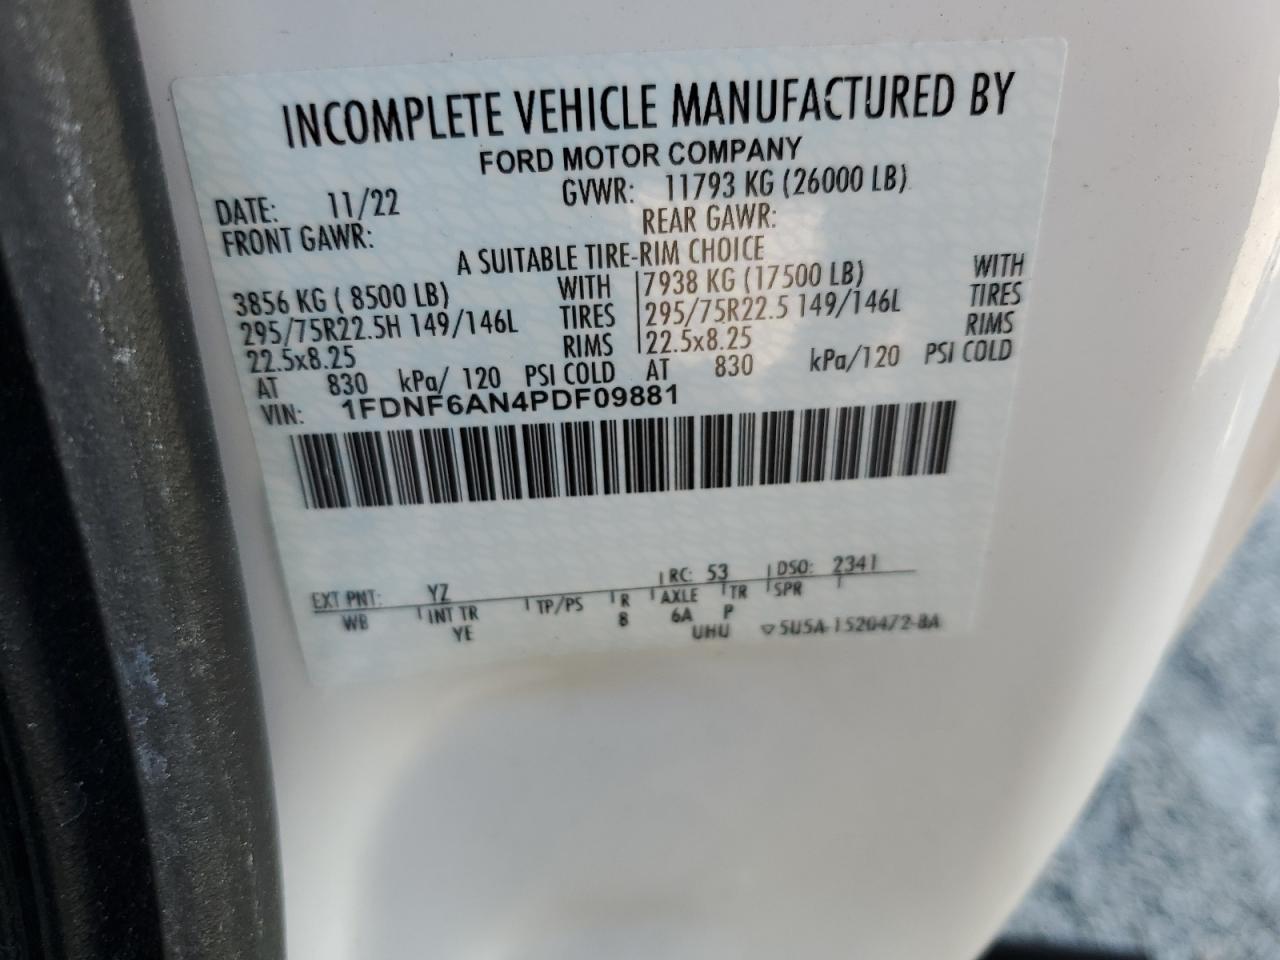 INCOMPLETE VEHICLE MANUFACTURED BY
FORD MOTOR COMPANY
DATE: 11/22 GVWR: 11793 KG (26000 LB)
FRONT GAWR: REAR GAWR:
A SUITABLE TIRE-RIM CHOICE
3856 KG ( 8500 LB) WITH 7938 KG (17500 LB) WITH
295/75R22.5H 149/146L TIRES 295/75R22.5 149/146L TIRES
22.5x8.25 RIMS 22.5x8.25 RIMS
AT 830 kPa/ 120 PSI COLD AT 830 kPa/120 PSI COLD
VIN: 1FDNF6AN4PDF09881
EXT PNT: YZ RC: 53 DSO: 2341
WB INT TR TP/PS R AXLE TR SPR
YE 8 6A P
UHU ▽5U5A-1520472-BA